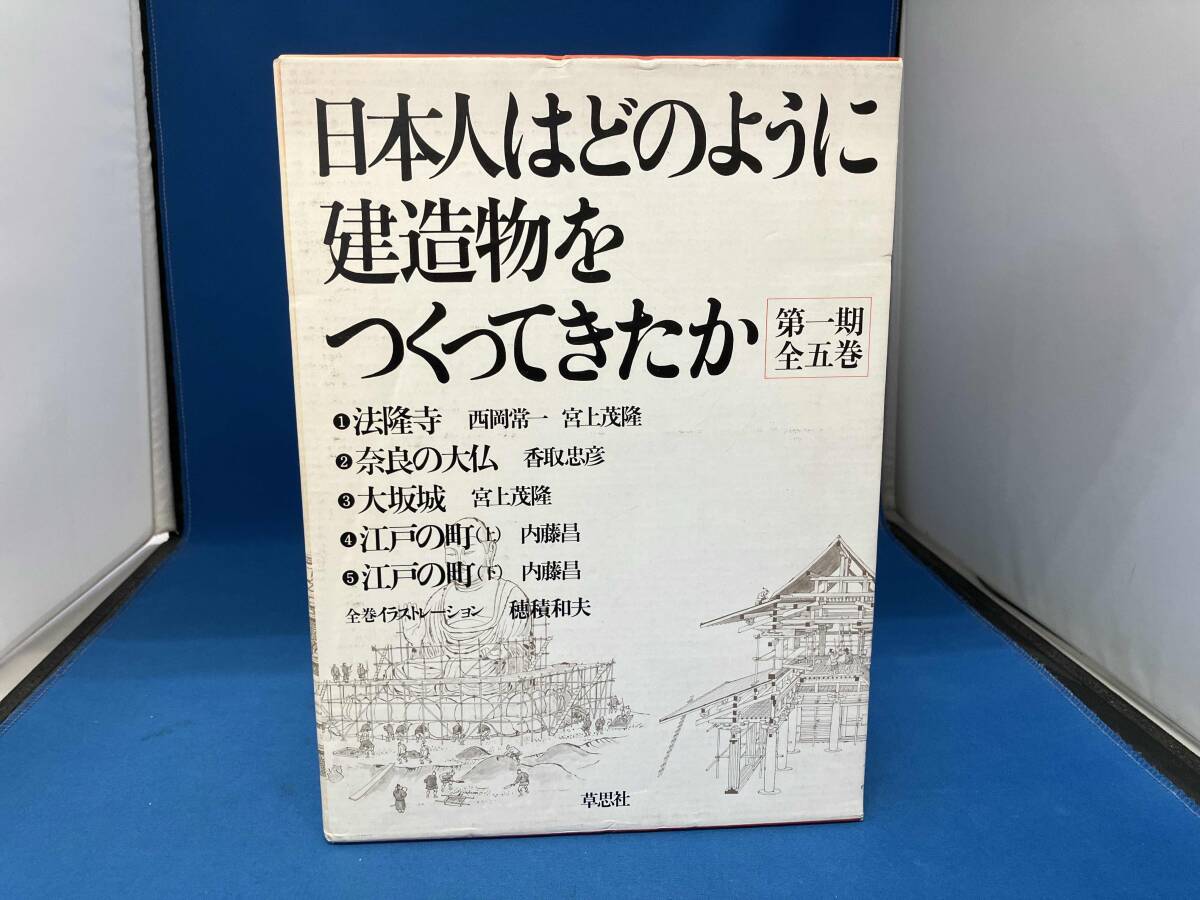 日本人はどのように
建造物を
つくってきたか
第一期
全五巻
❶法隆寺 西岡常一 宮上茂隆
❷奈良の大仏 香取忠彦
❸大坂城 宮上茂隆
❹江戸の町(上) 内藤昌
❺江戸の町(下) 内藤昌
全巻イラストレーション 穂積和夫
草思社